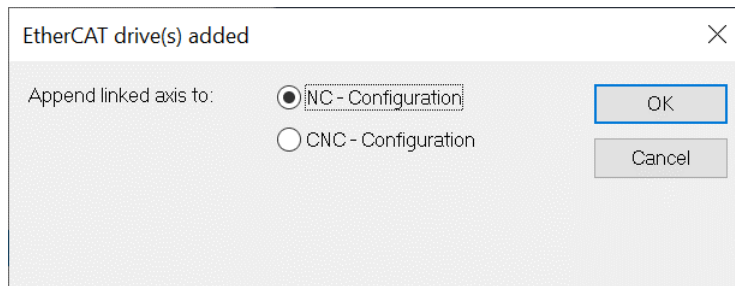 EtherCAT drive(s) added
Append linked axis to:
NC - Configuration
OK
CNC - Configuration
Cancel